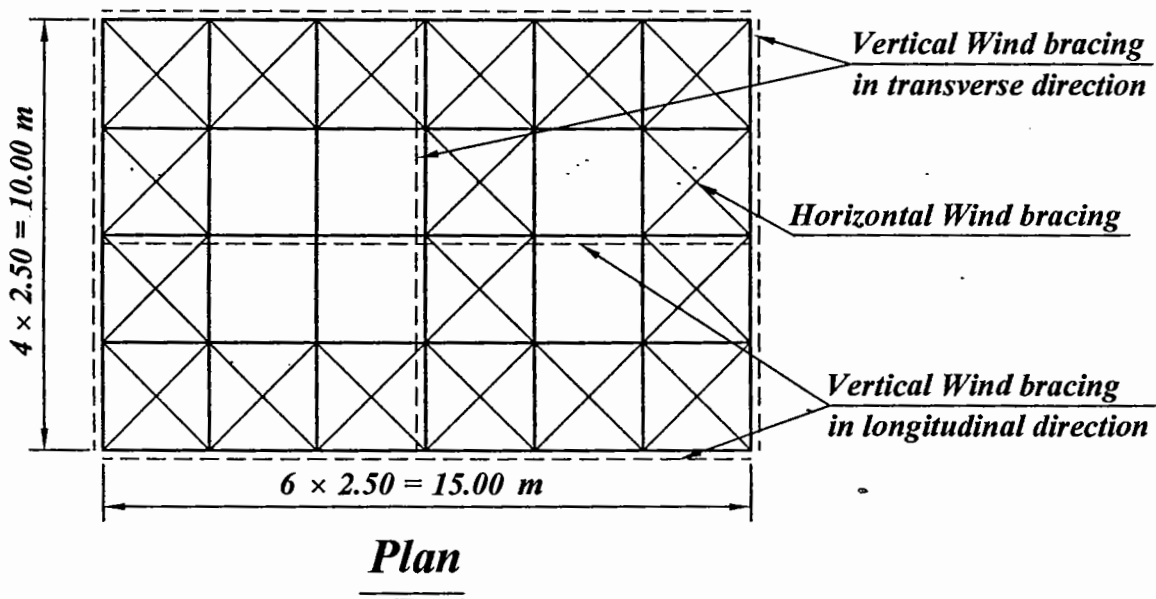 Vertical Wind bracing
in transverse direction
4 × 2.50 = 10.00 m
Horizontal Wind bracing
Vertical Wind bracing
in longitudinal direction
6 × 2.50 = 15.00 m
Plan